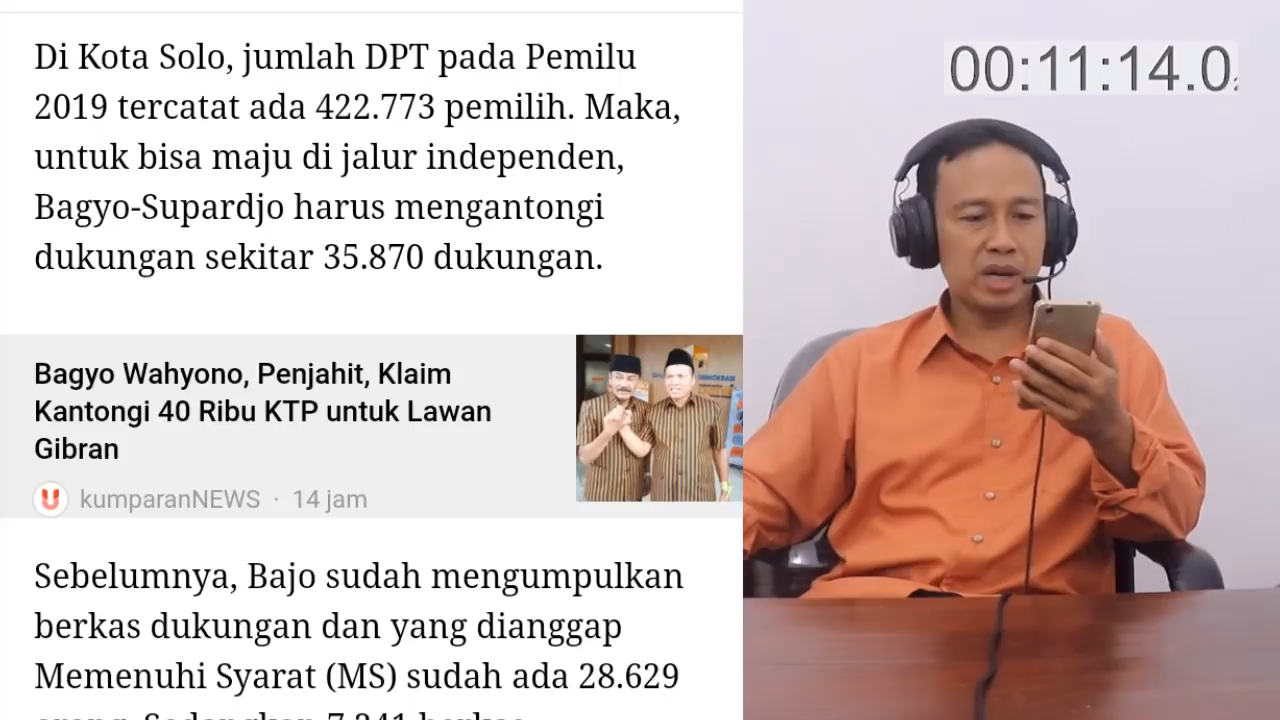 Di Kota Solo, jumlah DPT pada Pemilu
2019 tercatat ada 422.773 pemilih. Maka,
untuk bisa maju di jalur independen,
Bagyo-Supardjo harus mengantongi
dukungan sekitar 35.870 dukungan.
Bagyo Wahyono, Penjahit, Klaim
Kantongi 40 Ribu KTP untuk Lawan
Gibran
kumparanNEWS · 14 jam
Sebelumnya, Bajo sudah mengumpulkan
berkas dukungan dan yang dianggap
Memenuhi Syarat (MS) sudah ada 28.629
00:11:14.0